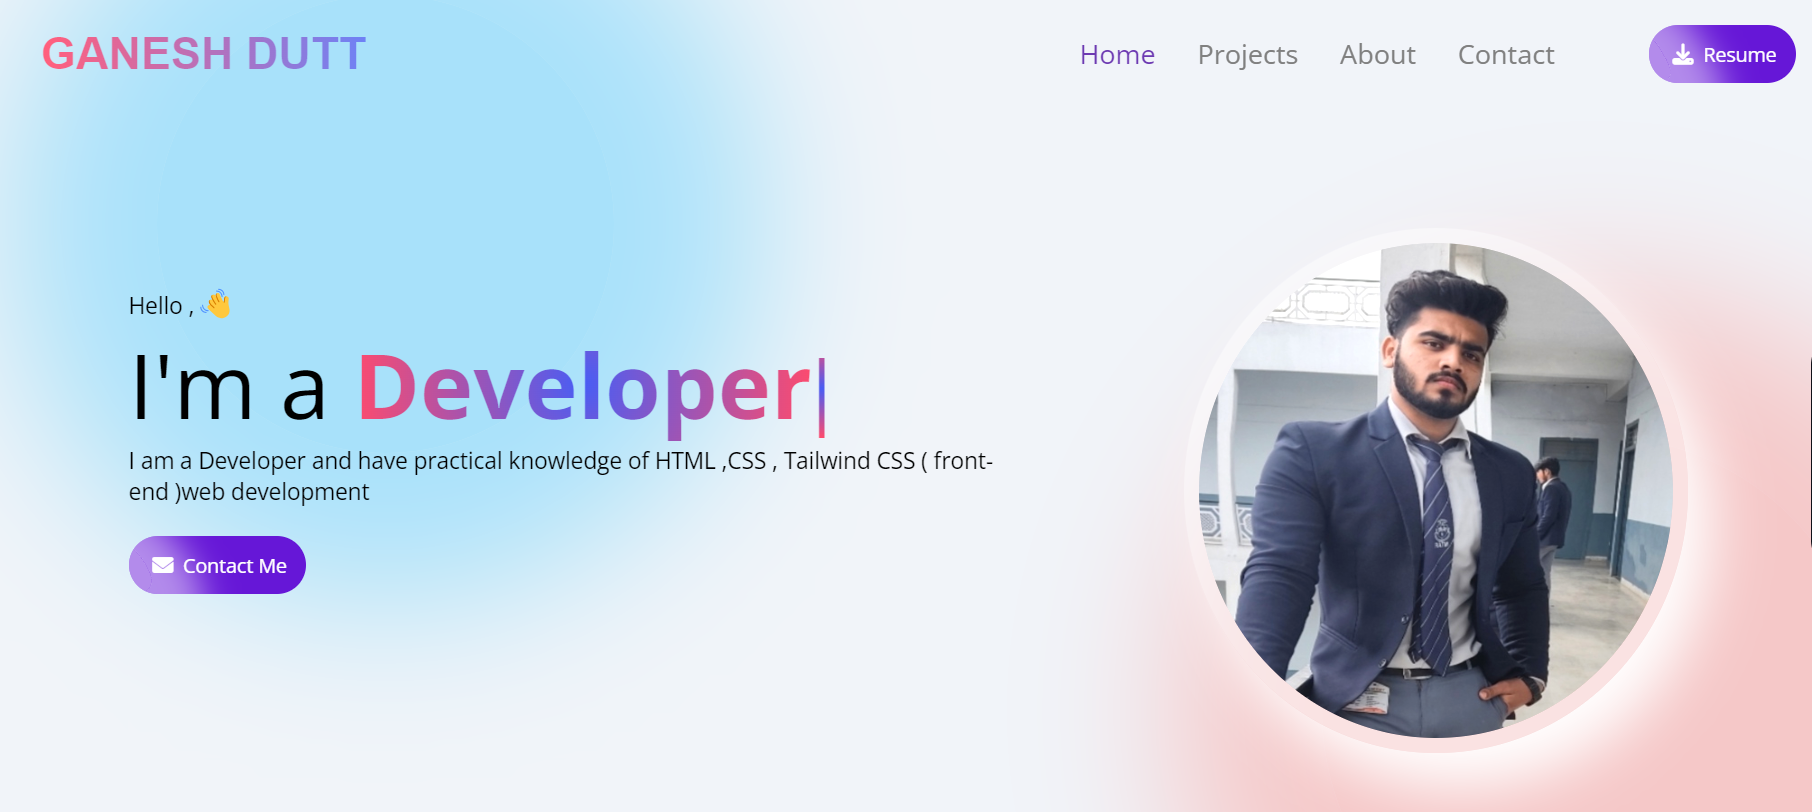 GANESH DUTT
Home Projects About Contact Resume
Hello , 👋
I'm a Developer|
I am a Developer and have practical knowledge of HTML ,CSS , Tailwind CSS ( front-
end )web development
Contact Me